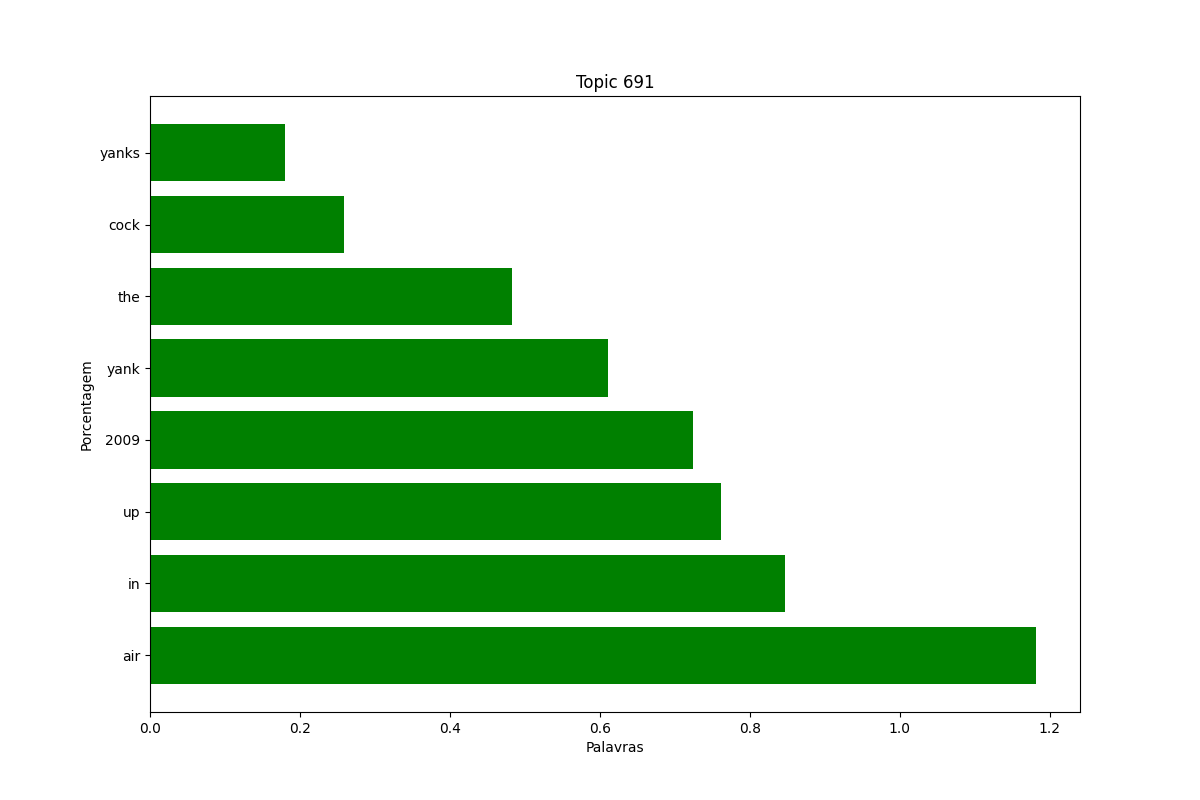 Topic 691
yanks
cock
the
yank
2009
up
in
air
Porcentagem
0.0 0.2 0.4 0.6 0.8 1.0 1.2
Palavras